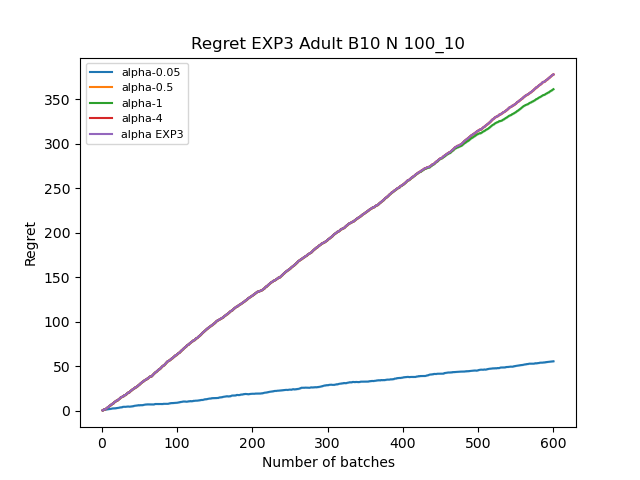 Regret EXP3 Adult B10 N 100_10
alpha-0.05
alpha-0.5
alpha-1
alpha-4
alpha EXP3
350
300
250
200
150
100
50
0
Regret
0 100 200 300 400 500 600
Number of batches